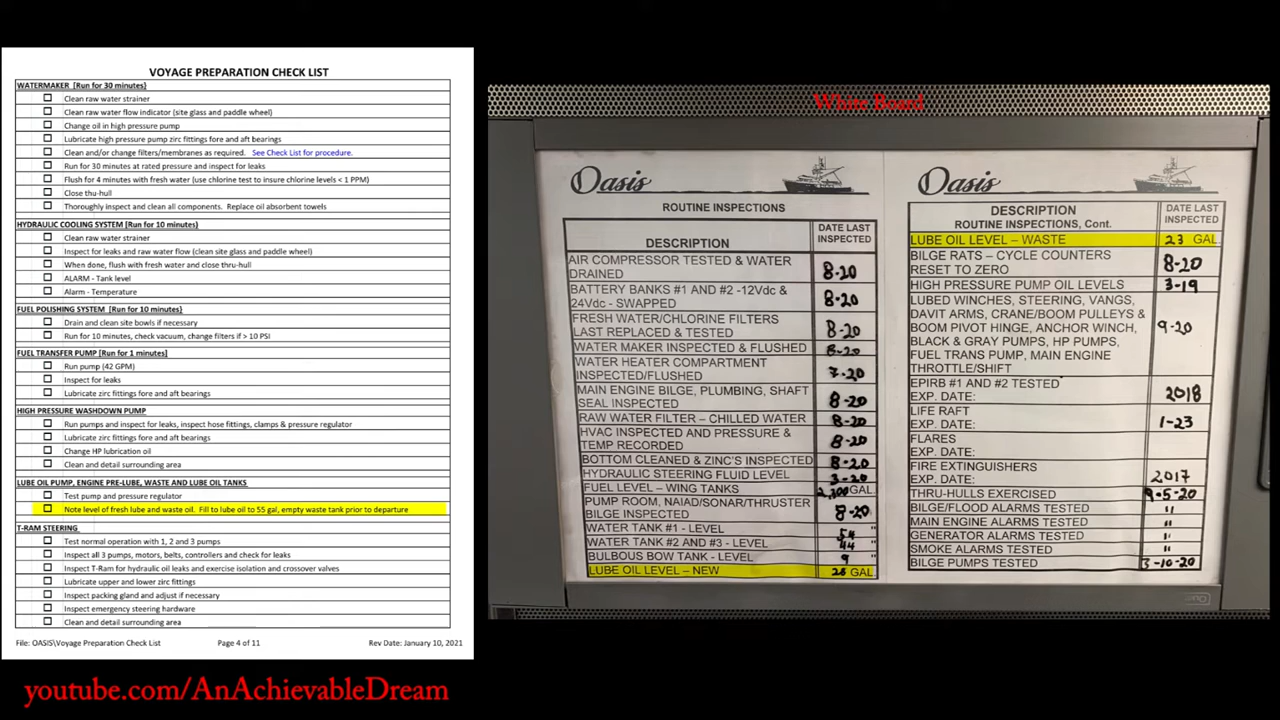 VOYAGE PREPARATION CHECK LIST
WATERMAKER [Run for 30 minutes}
Clean raw water strainer
Clean raw water flow indicator (site glass and paddle wheel)
Change oil in high pressure pump
Lubricate high pressure pump zirc fittings fore and aft bearings
Clean and/or change filters/membranes as required. See Check List for procedure.
Run for 30 minutes at rated pressure and inspect for leaks
Flush for 4 minutes with fresh water (use chlorine test to insure chlorine levels < 1 PPM)
Close thu-hull
Thoroughly inspect and clean all components. Replace oil absorbent towels
HYDRAULIC COOLING SYSTEM [Run for 10 minutes}
Clean raw water strainer
Inspect for leaks and raw water flow (clean site glass and paddle wheel)
When done, flush with fresh water and close thru-hull
ALARM - Tank level
Alarm - Temperature
FUEL POLISHING SYSTEM [Run for 10 minutes}
Drain and clean site bowls if necessary
Run for 10 minutes, check vacuum, change filters if > 10 PSI
FUEL TRANSFER PUMP [Run for 1 minutes]
Run pump (42 GPM)
Inspect for leaks
Lubricate zirc fittings fore and aft bearings
HIGH PRESSURE WASHDOWN PUMP
Run pumps and inspect for leaks, inspect hose fittings, clamps & pressure regulator
Lubricate zirc fittings fore and aft bearings
Change HP lubrication oil
Clean and detail surrounding area
LUBE OIL PUMP, ENGINE PRE-LUBE, WASTE AND LUBE OIL TANKS
Test pump and pressure regulator
Note level of fresh lube and waste oil. Fill to lube oil to 55 gal, empty waste tank prior to departure
T-RAM STEERING
Test normal operation with 1, 2 and 3 pumps
Inspect all 3 pumps, motors, belts, controllers and check for leaks
Inspect T-Ram for hydraulic oil leaks and exercise isolation and crossover valves
Lubricate upper and lower zirc fittings
Inspect packing gland and adjust if necessary
Inspect emergency steering hardware
Clean and detail surrounding area
File: OASIS\Voyage Preparation Check List Page 4 of 11 Rev Date: January 10, 2021
White Board
Oasis
ROUTINE INSPECTIONS
DESCRIPTION DATE LAST INSPECTED
AIR COMPRESSOR TESTED & WATER
DRAINED 8-20
BATTERY BANKS #1 AND #2 -12Vdc &
24Vdc - SWAPPED 8-20
FRESH WATER/CHLORINE FILTERS
LAST REPLACED & TESTED 8-20
WATER MAKER INSPECTED & FLUSHED 8-20
WATER HEATER COMPARTMENT
INSPECTED/FLUSHED 7-20
MAIN ENGINE BILGE, PLUMBING, SHAFT
SEAL INSPECTED 8-20
RAW WATER FILTER – CHILLED WATER 8-20
HVAC INSPECTED AND PRESSURE &
TEMP RECORDED 8-20
BOTTOM CLEANED & ZINC'S INSPECTED 8-20
HYDRAULIC STEERING FLUID LEVEL 3-20
FUEL LEVEL – WING TANKS GAL.
PUMP ROOM, NAIAD/SONAR/THRUSTER
BILGE INSPECTED 8-20
WATER TANK #1 - LEVEL 54 "
WATER TANK #2 AND #3 - LEVEL 44 "
BULBOUS BOW TANK - LEVEL 9 "
LUBE OIL LEVEL – NEW GAL
Oasis
DESCRIPTION
ROUTINE INSPECTIONS, Cont.
DATE LAST
INSPECTED
LUBE OIL LEVEL – WASTE 23 GAL.
BILGE RATS – CYCLE COUNTERS
RESET TO ZERO 8-20
HIGH PRESSURE PUMP OIL LEVELS 3-19
LUBED WINCHES, STEERING, VANGS,
DAVIT ARMS, CRANE/BOOM PULLEYS &
BOOM PIVOT HINGE, ANCHOR WINCH, 9-20
BLACK & GRAY PUMPS, HP PUMPS,
FUEL TRANS PUMP, MAIN ENGINE
THROTTLE/SHIFT
EPIRB #1 AND #2 TESTED
EXP. DATE: 2018
LIFE RAFT
EXP. DATE: 1-23
FLARES
EXP. DATE:
FIRE EXTINGUISHERS
EXP. DATE: 2017
THRU-HULLS EXERCISED 9-5-20
BILGE/FLOOD ALARMS TESTED "
MAIN ENGINE ALARMS TESTED "
GENERATOR ALARMS TESTED "
SMOKE ALARMS TESTED "
BILGE PUMPS TESTED 3-10-20
youtube.com/AnAchievableDream